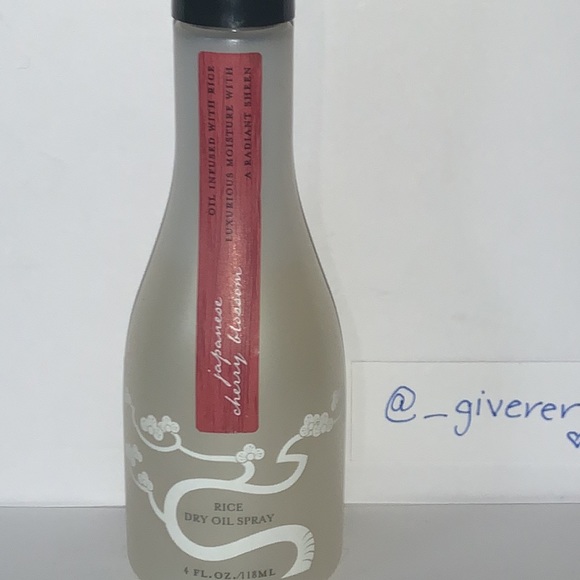 OIL INFUSED WITH RICE
LUXURIOUS MOISTURE WITH
A RADIANT SHEEN
japanese
cherry blossom
RICE
DRY OIL SPRAY
4 FL.OZ./118ML
@_giverer